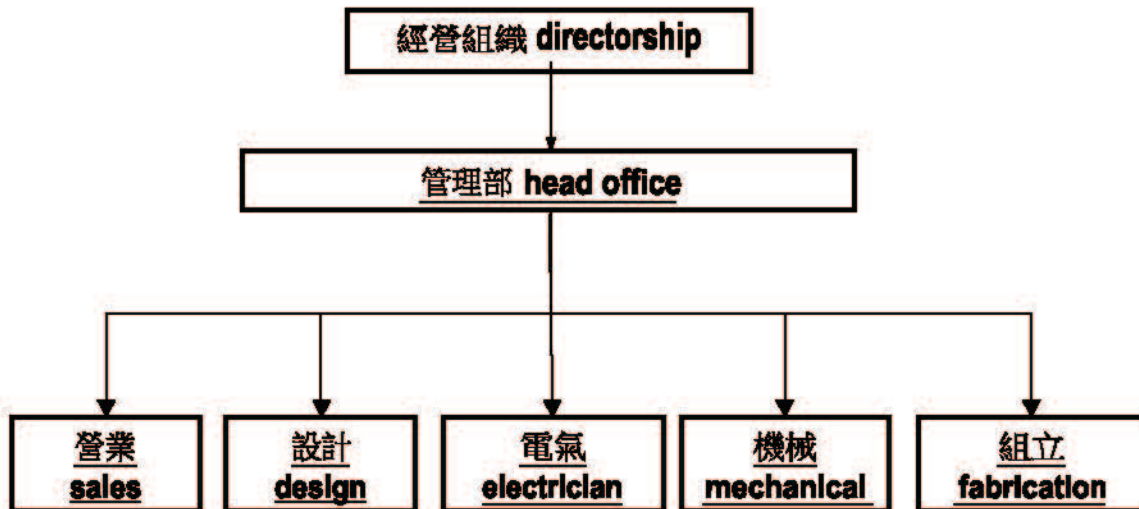 經營組織 directorship
管理部 head office
營業
sales
設計
design
電氣
electrician
機械
mechanical
組立
fabrication